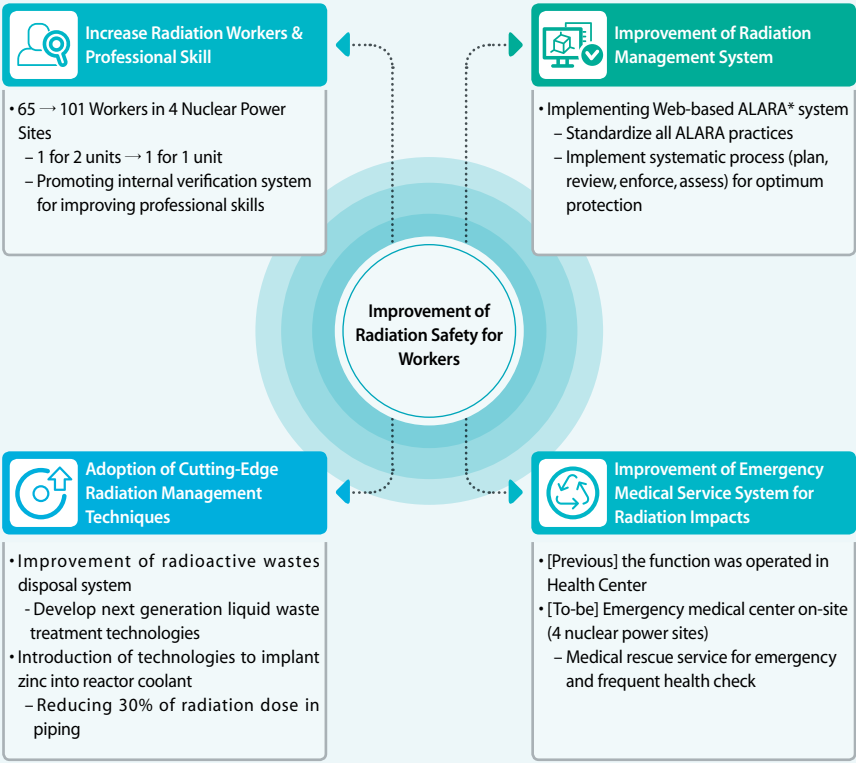 Increase Radiation Workers &
Professional Skill
• 65 → 101 Workers in 4 Nuclear Power
Sites
– 1 for 2 units → 1 for 1 unit
– Promoting internal verification system
for improving professional skills
Improvement of Radiation
Management System
• Implementing Web-based ALARA* system
– Standardize all ALARA practices
– Implement systematic process (plan,
review, enforce, assess) for optimum
protection
Improvement of
Radiation Safety for
Workers
Adoption of Cutting-Edge
Radiation Management
Techniques
• Improvement of radioactive wastes
disposal system
- Develop next generation liquid waste
treatment technologies
• Introduction of technologies to implant
zinc into reactor coolant
– Reducing 30% of radiation dose in
piping
Improvement of Emergency
Medical Service System for
Radiation Impacts
• [Previous] the function was operated in
Health Center
• [To-be] Emergency medical center on-site
(4 nuclear power sites)
– Medical rescue service for emergency
and frequent health check